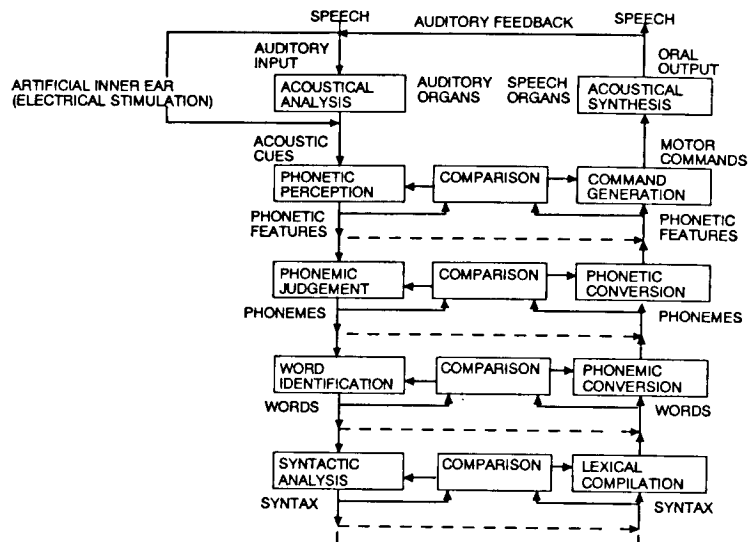 SPEECH
AUDITORY FEEDBACK
SPEECH
AUDITORY
INPUT
ORAL
OUTPUT
ARTIFICIAL INNER EAR
(ELECTRICAL STIMULATION)
ACOUSTICAL
ANALYSIS
AUDITORY
ORGANS
SPEECH
ORGANS
ACOUSTICAL
SYNTHESIS
ACOUSTIC
CUES
MOTOR
COMMANDS
PHONETIC
PERCEPTION
COMPARISON
COMMAND
GENERATION
PHONETIC
FEATURES
PHONETIC
FEATURES
PHONEMIC
JUDGEMENT
COMPARISON
PHONETIC
CONVERSION
PHONEMES
PHONEMES
WORD
IDENTIFICATION
COMPARISON
PHONEMIC
CONVERSION
WORDS
WORDS
SYNTACTIC
ANALYSIS
COMPARISON
LEXICAL
COMPILATION
SYNTAX
SYNTAX